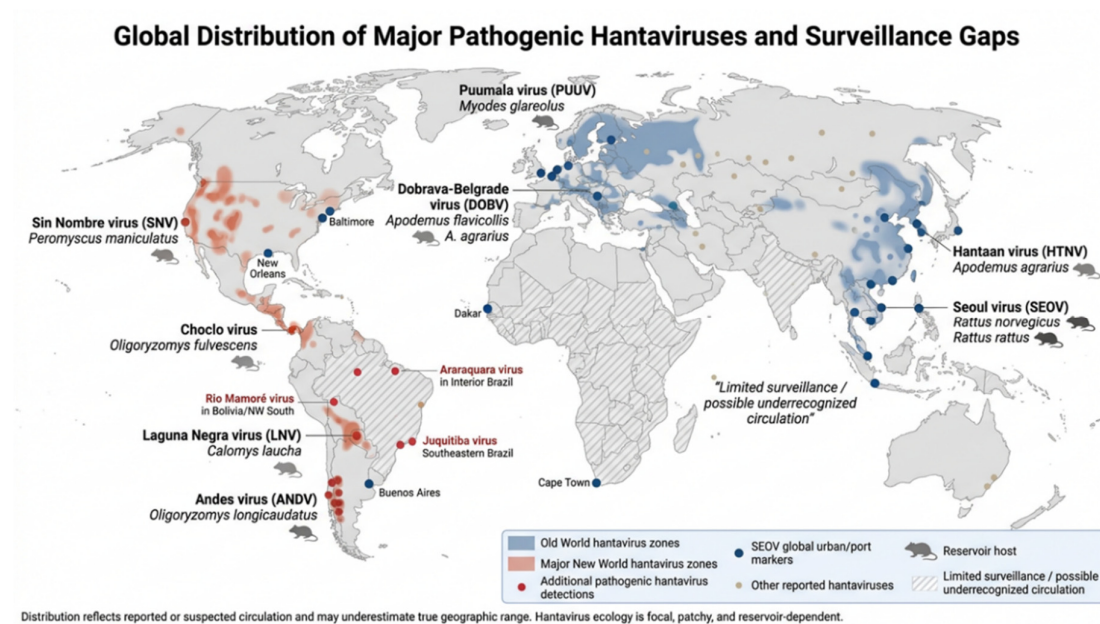 Global Distribution of Major Pathogenic Hantaviruses and Surveillance Gaps
Puumala virus (PUUV)
Myodes glareolus
Dobrava-Belgrade
virus (DOBV)
Apodemus flavicollis
A. agrarius
Sin Nombre virus (SNV)
Peromyscus maniculatus
Baltimore
New
Orleans
Hantaan virus (HTNV)
Apodemus agrarius
Dakar
Seoul virus (SEOV)
Rattus norvegicus
Rattus rattus
Choclo virus
Oligoryzomys fulvescens
Araraquara virus
in Interior Brazil
"Limited surveillance /
possible underrecognized
circulation"
Rio Mamoré virus
in Bolivia/NW South
Laguna Negra virus (LNV)
Calomys laucha
Juquitiba virus
Southeastern Brazil
Andes virus (ANDV)
Oligoryzomys longicaudatus
Buenos Aires
Cape Town
Old World hantavirus zones
Major New World hantavirus zones
Additional pathogenic hantavirus
detections
SEOV global urban/port
markers
Other reported hantaviruses
Reservoir host
Limited surveillance / possible
underrecognized circulation
Distribution reflects reported or suspected circulation and may underestimate true geographic range. Hantavirus ecology is focal, patchy, and reservoir-dependent.